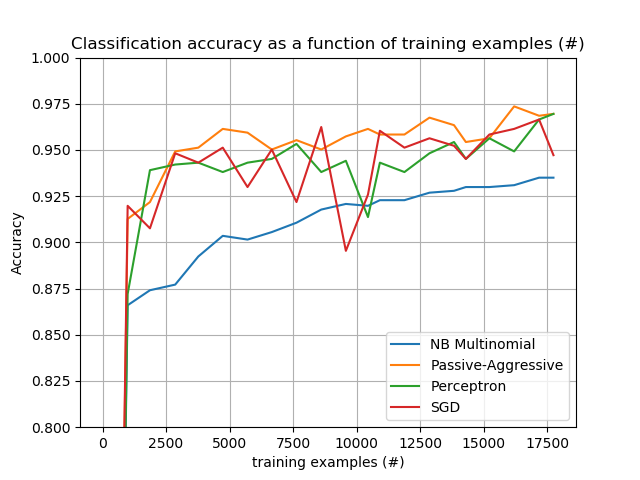 Classification accuracy as a function of training examples (#)
1.000
0.975
0.950
0.925
0.900
0.875
0.850
0.825
0.800
Accuracy
NB Multinomial
Passive-Aggressive
Perceptron
SGD
0 2500 5000 7500 10000 12500 15000 17500
training examples (#)